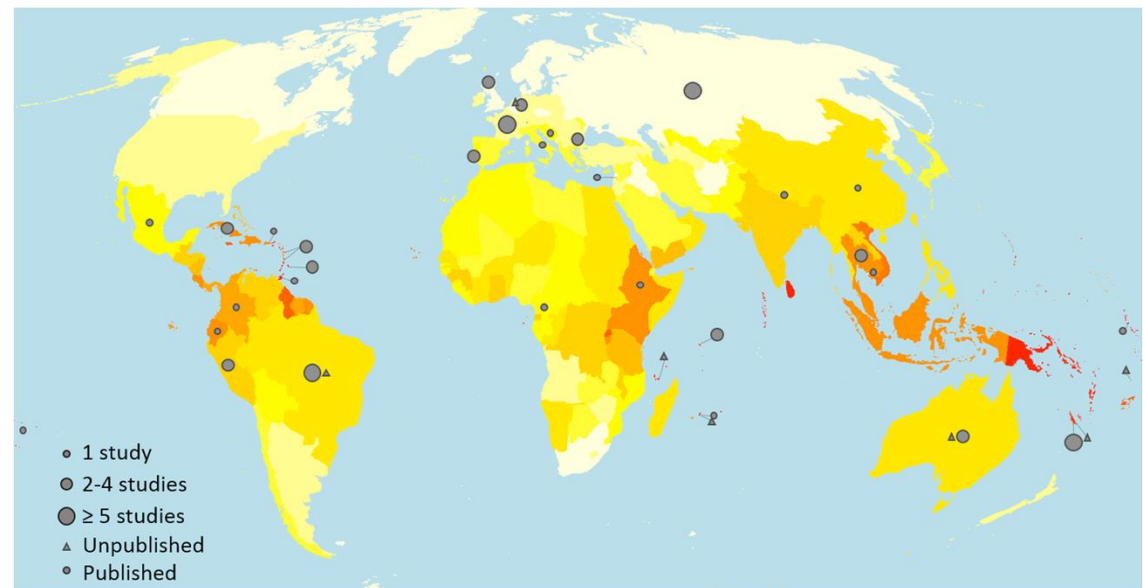 1 study
2-4 studies
≥ 5 studies
Unpublished
Published